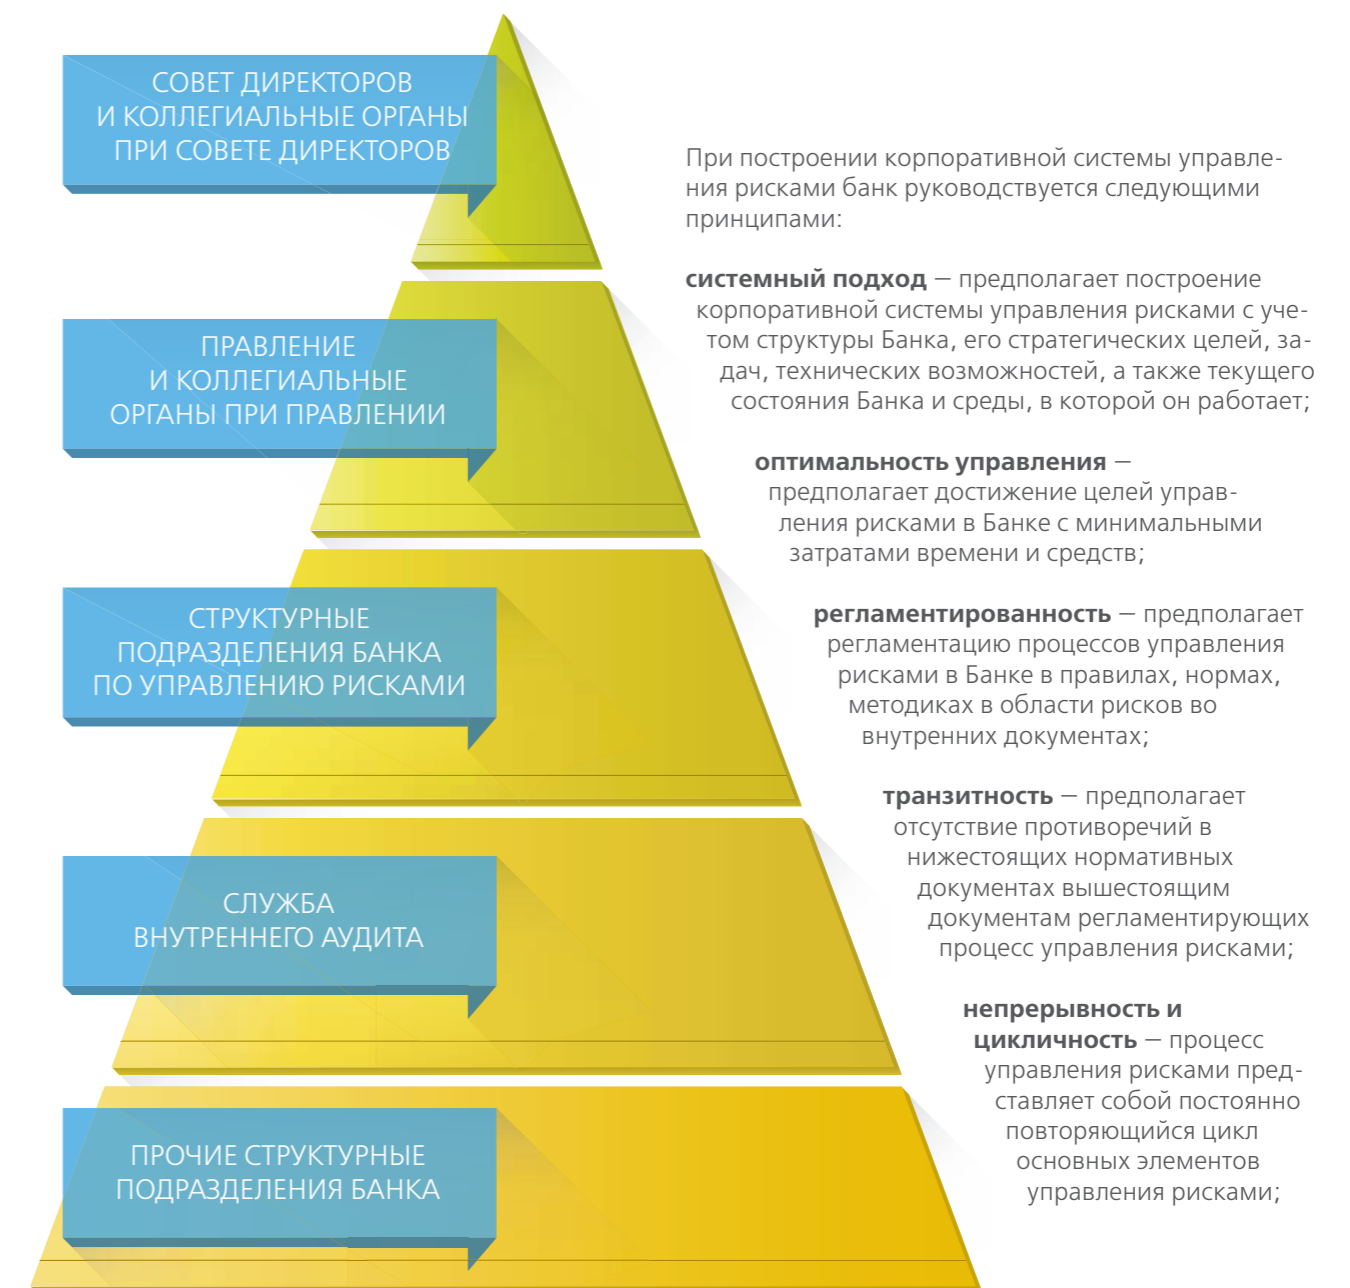 СОВЕТ ДИРЕКТОРОВ
И КОЛЛЕГИАЛЬНЫЕ ОРГАНЫ
ПРИ СОВЕТЕ ДИРЕКТОРОВ
ПРАВЛЕНИЕ
И КОЛЛЕГИАЛЬНЫЕ
ОРГАНЫ ПРИ ПРАВЛЕНИИ
СТРУКТУРНЫЕ
ПОДРАЗДЕЛЕНИЯ БАНКА
ПО УПРАВЛЕНИЮ РИСКАМИ
СЛУЖБА
ВНУТРЕННЕГО АУДИТА
ПРОЧИЕ СТРУКТУРНЫЕ
ПОДРАЗДЕЛЕНИЯ БАНКА
При построении корпоративной системы управле-
ния рисками банк руководствуется следующими
принципами:
системный подход — предполагает построение
корпоративной системы управления рисками с уче-
том структуры Банка, его стратегических целей, за-
дач, технических возможностей, а также текущего
состояния Банка и среды, в которой он работает;
оптимальность управления —
предполагает достижение целей управ-
ления рисками в Банке с минимальными
затратами времени и средств;
регламентированность — предполагает
регламентацию процессов управления
рисками в Банке в правилах, нормах,
методиках в области рисков во
внутренних документах;
транзитность — предполагает
отсутствие противоречий в
нижестоящих нормативных
документах вышестоящим
документам регламентирующих
процесс управления рисками;
непрерывность и
цикличность — процесс
управления рисками пред-
ставляет собой постоянно
повторяющийся цикл
основных элементов
управления рисками;